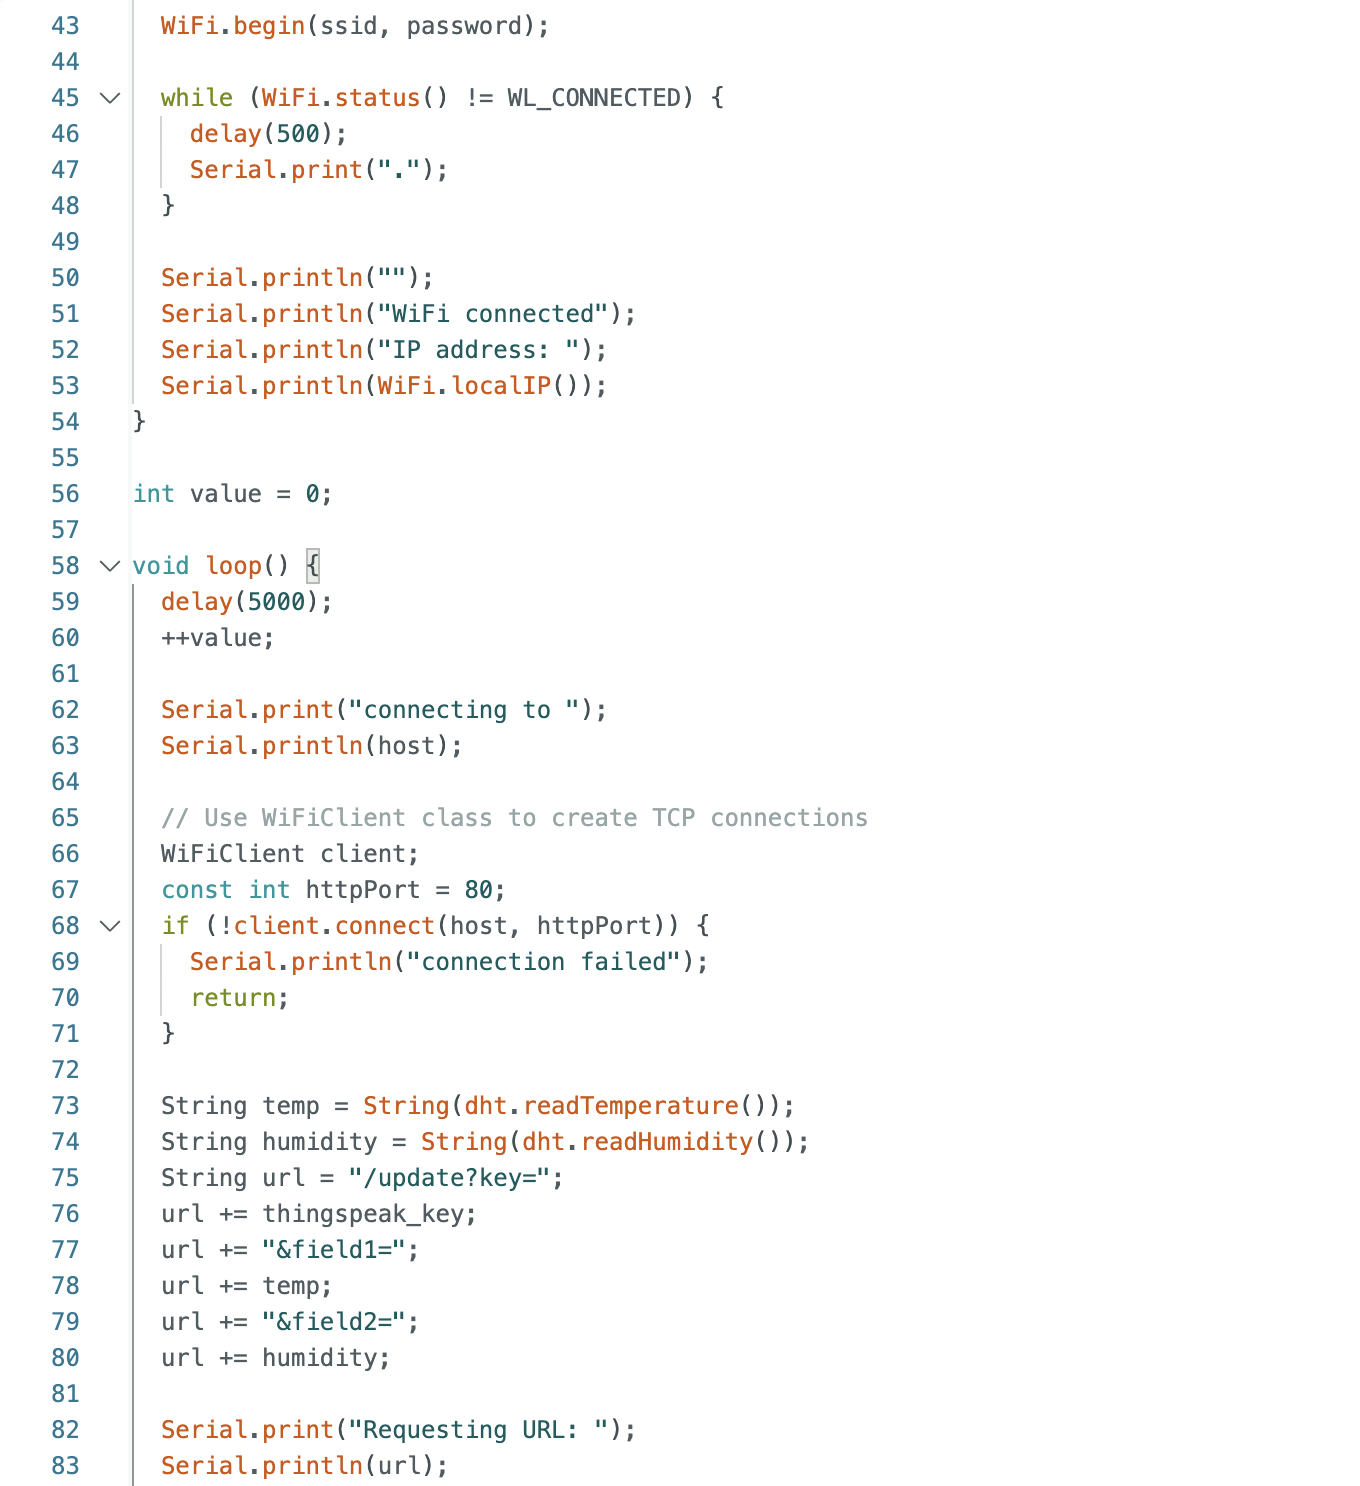 43 WiFi.begin(ssid, password);
44
45 while (WiFi.status() != WL_CONNECTED) {
46 delay(500);
47 Serial.print(".");
48 }
49
50 Serial.println("");
51 Serial.println("WiFi connected");
52 Serial.println("IP address: ");
53 Serial.println(WiFi.localIP());
54 }
55
56 int value = 0;
57
58 void loop() {
59 delay(5000);
60 ++value;
61
62 Serial.print("connecting to ");
63 Serial.println(host);
64
65 // Use WiFiClient class to create TCP connections
66 WiFiClient client;
67 const int httpPort = 80;
68 if (!client.connect(host, httpPort)) {
69 Serial.println("connection failed");
70 return;
71 }
72
73 String temp = String(dht.readTemperature());
74 String humidity = String(dht.readHumidity());
75 String url = "/update?key=";
76 url += thingspeak_key;
77 url += "&field1=";
78 url += temp;
79 url += "&field2=";
80 url += humidity;
81
82 Serial.print("Requesting URL: ");
83 Serial.println(url);